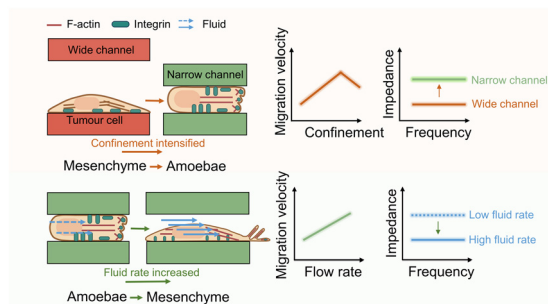 F-actin Integrin Fluid
Wide channel
Narrow channel
Tumour cell
Confinement intensified
Mesenchyme Amoebae
Migration velocity
Confinement
Impedance
Frequency
Narrow channel
Wide channel
Fluid rate increased
Amoebae Mesenchyme
Migration velocity
Flow rate
Impedance
Frequency
Low fluid rate
High fluid rate